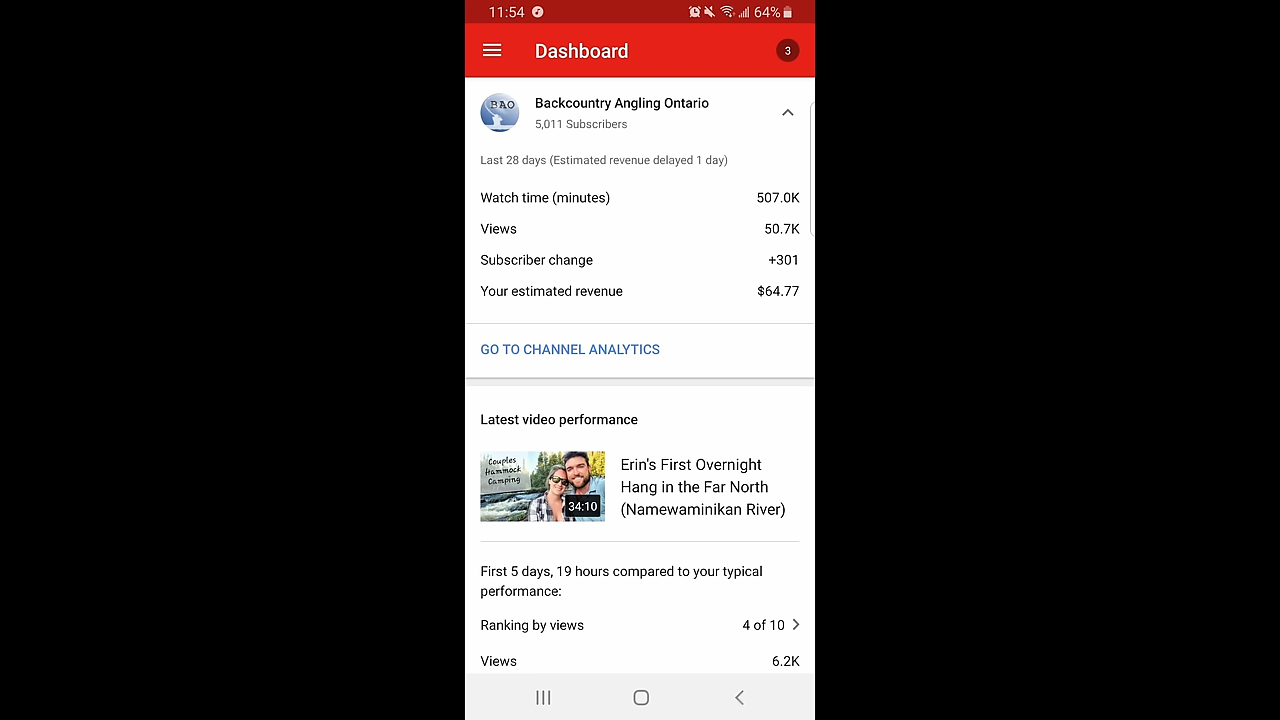 11:54 64%
Dashboard 3
BAO
Backcountry Angling Ontario
5,011 Subscribers
Last 28 days (Estimated revenue delayed 1 day)
Watch time (minutes) 507.0K
Views 50.7K
Subscriber change +301
Your estimated revenue $64.77
GO TO CHANNEL ANALYTICS
Latest video performance
Couples
Hammock
Camping
34:10
Erin's First Overnight
Hang in the Far North
(Namewaminikan River)
First 5 days, 19 hours compared to your typical
performance:
Ranking by views 4 of 10
Views 6.2K